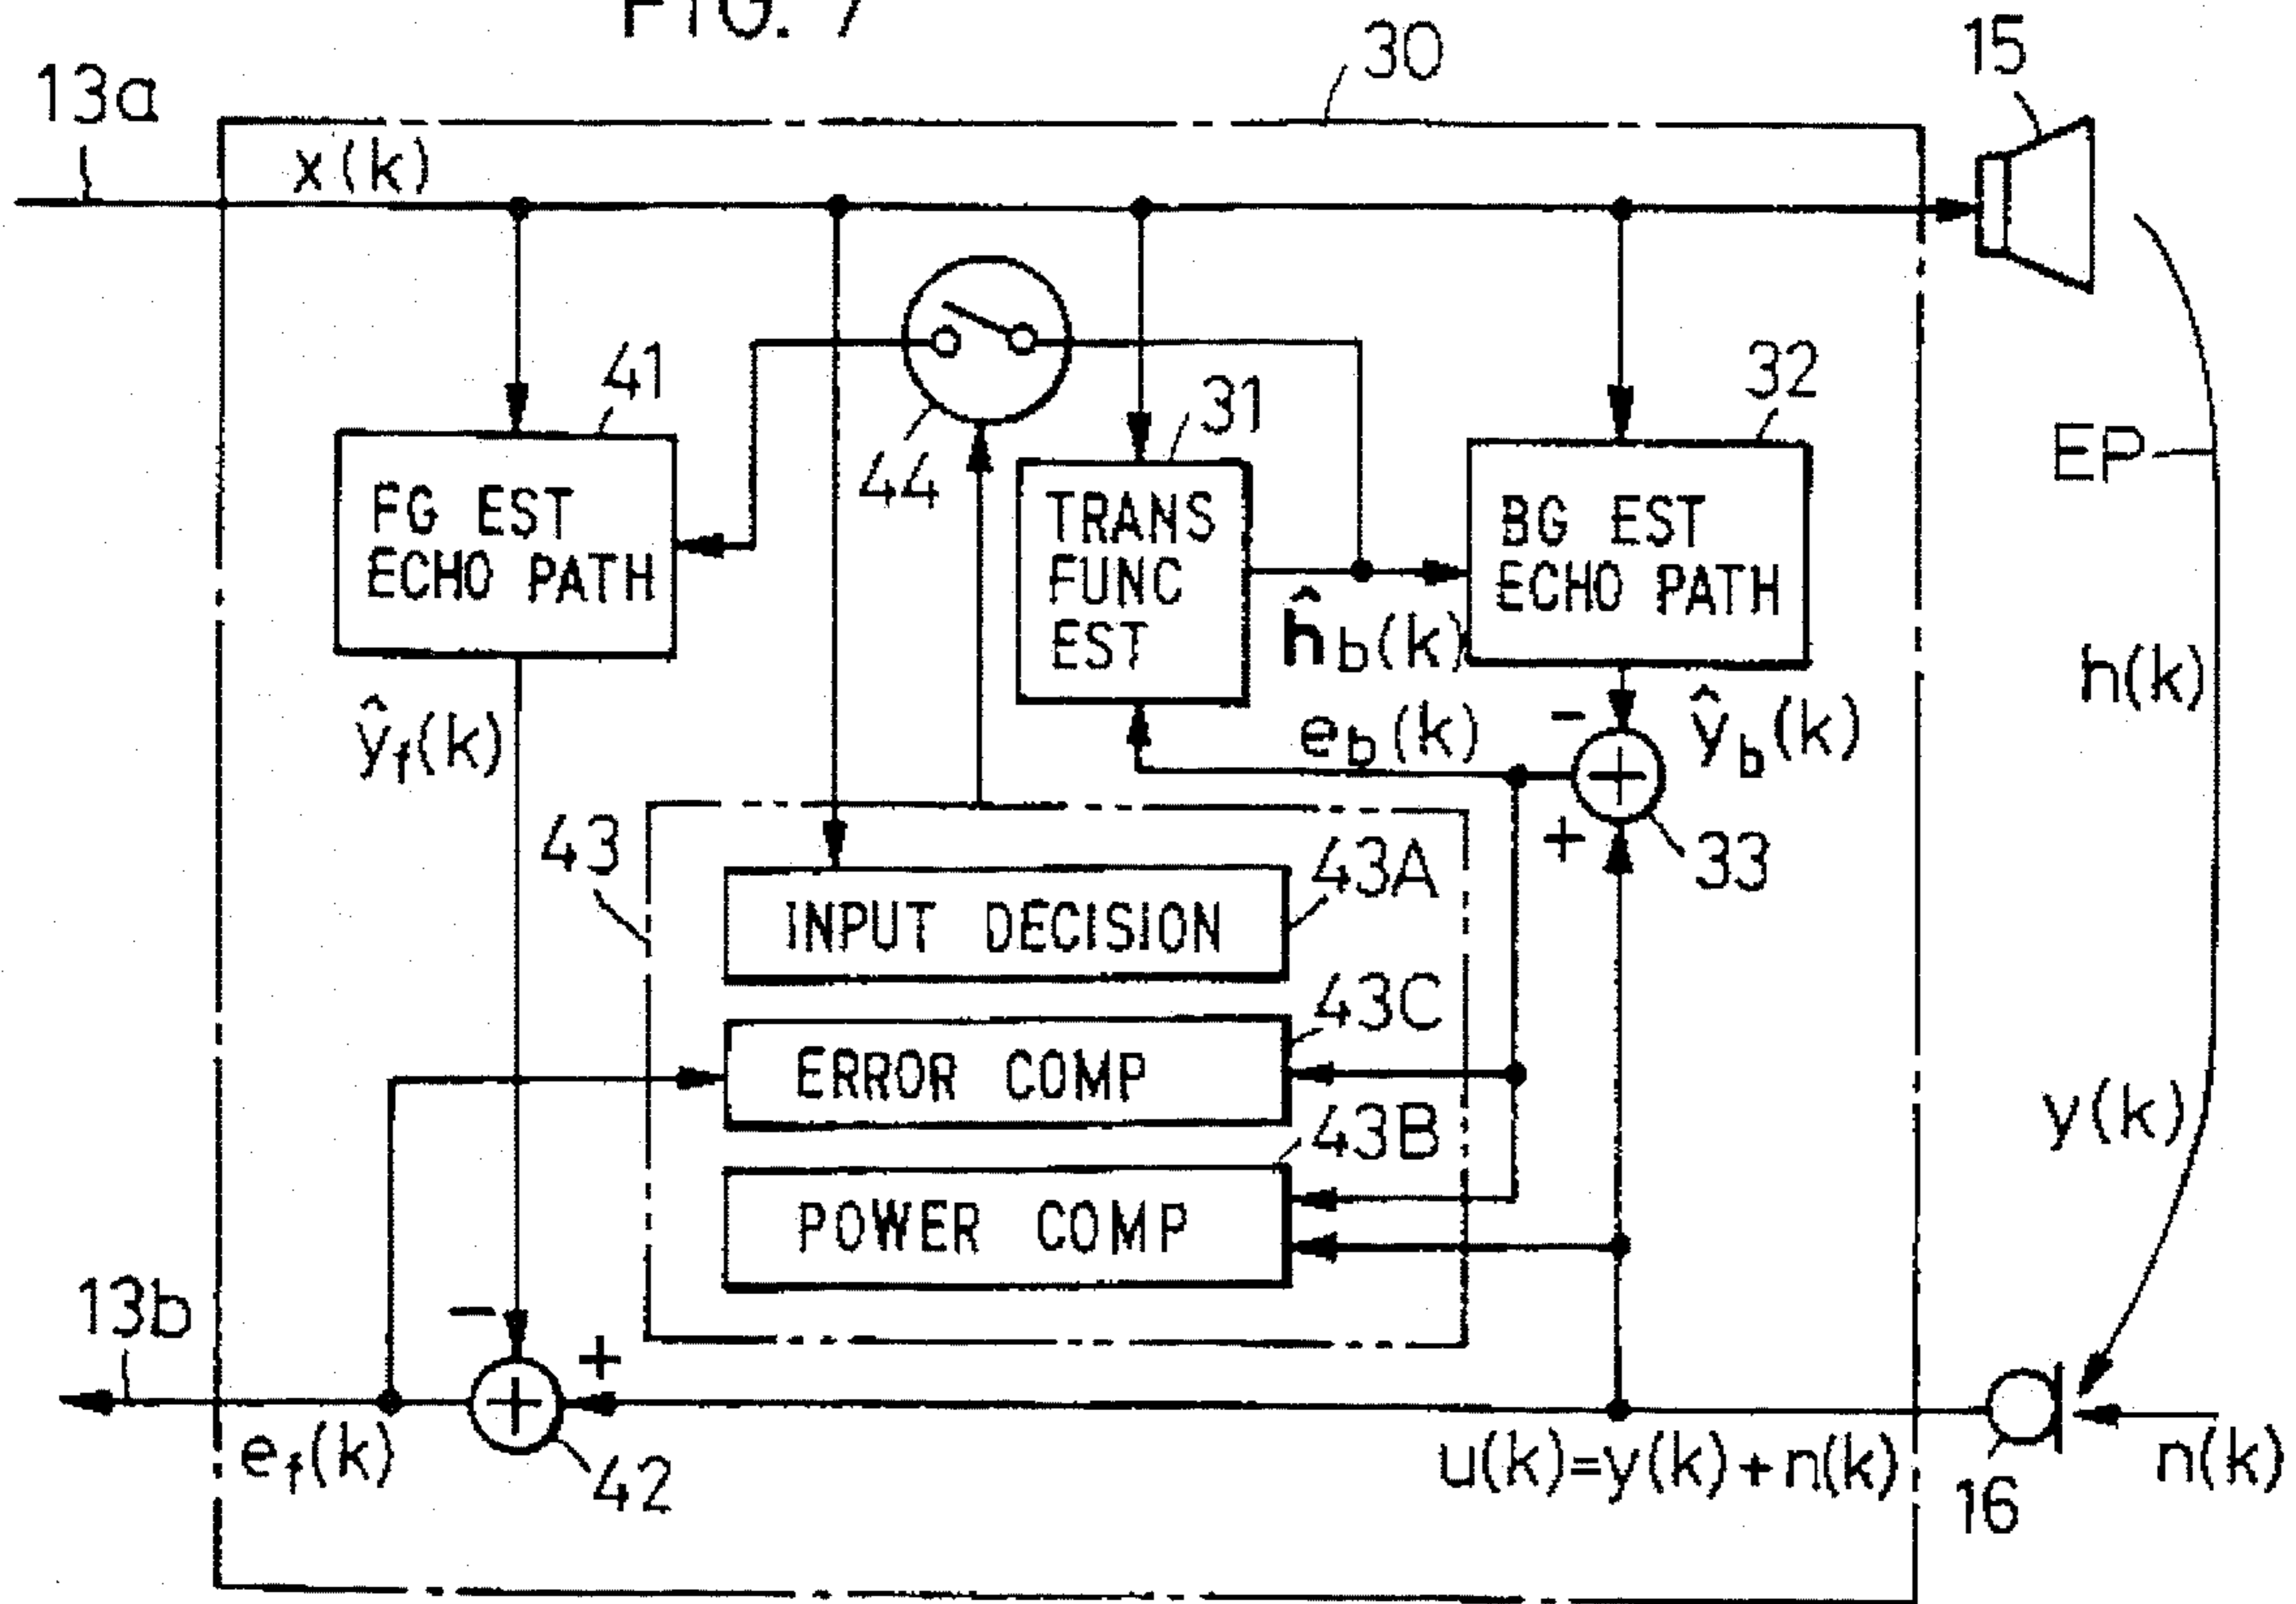 FIG. 7
30
15
13a
x(k)
41
44
31
32
EP
FG EST
ECHO PATH
TRANS
FUNC
EST
BG EST
ECHO PATH
ĥb(k)
h(k)
ŷf(k)
eb(k)
-
ŷb(k)
+
33
43
43A
INPUT DECISION
43C
ERROR COMP
43B
POWER COMP
y(k)
13b
-
+
ef(k)
42
u(k)=y(k)+n(k)
16
n(k)